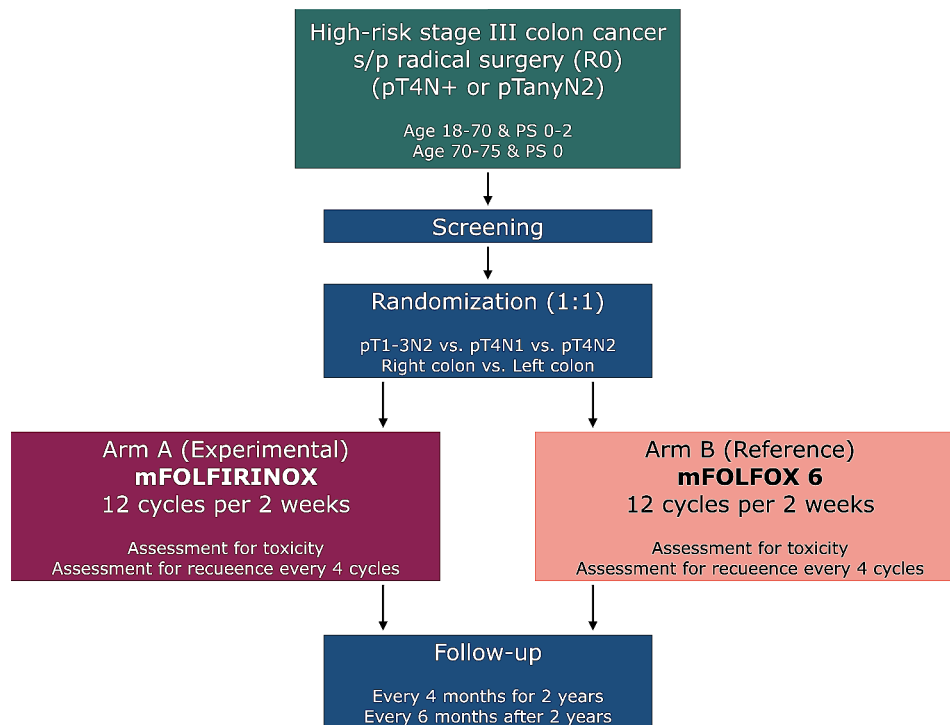 High-risk stage III colon cancer
s/p radical surgery (R0)
(pT4N+ or pTanyN2)
Age 18-70 & PS 0-2
Age 70-75 & PS 0
Screening
Randomization (1:1)
pT1-3N2 vs. pT4N1 vs. pT4N2
Right colon vs. Left colon
Arm A (Experimental)
mFOLFIRINOX
12 cycles per 2 weeks
Assessment for toxicity
Assessment for recueence every 4 cycles
Arm B (Reference)
mFOLFOX 6
12 cycles per 2 weeks
Assessment for toxicity
Assessment for recueence every 4 cycles
Follow-up
Every 4 months for 2 years
Every 6 months after 2 years